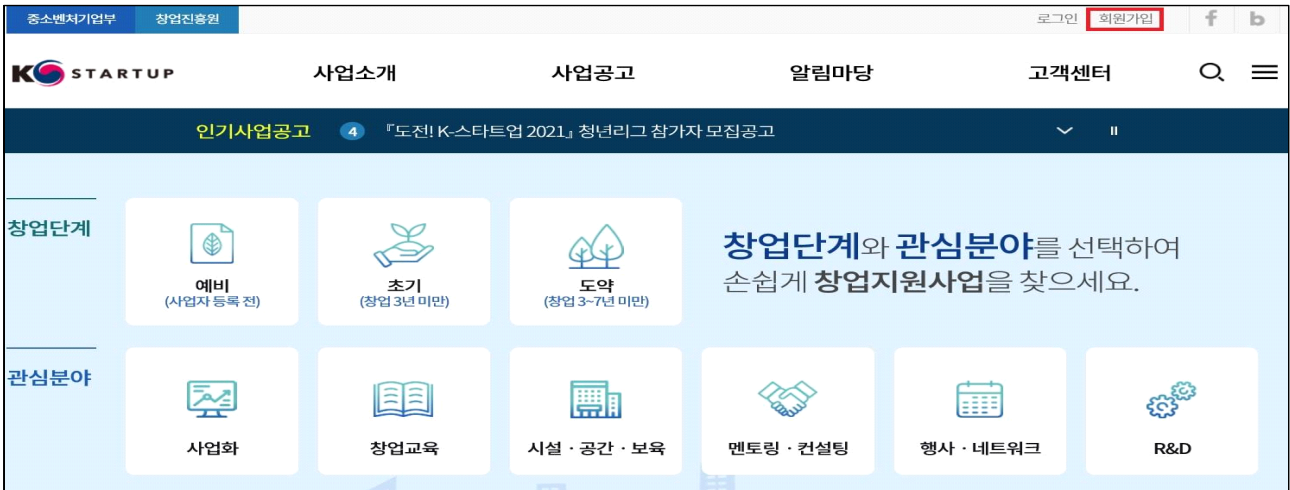 중소벤처기업부 창업진흥원 로그인 회원가입 f b
K STARTUP 사업소개 사업공고 알림마당 고객센터
인기사업공고 4 『도전! K-스타트업 2021』 청년리그 참가자 모집공고
창업단계
예비
(사업자 등록 전)
초기
(창업 3년 미만)
도약
(창업 3~7년 미만)
창업단계와 관심분야를 선택하여
손쉽게 창업지원사업을 찾으세요.
관심분야
사업화 창업교육 시설 · 공간 · 보육 멘토링 · 컨설팅 행사 · 네트워크 R&D